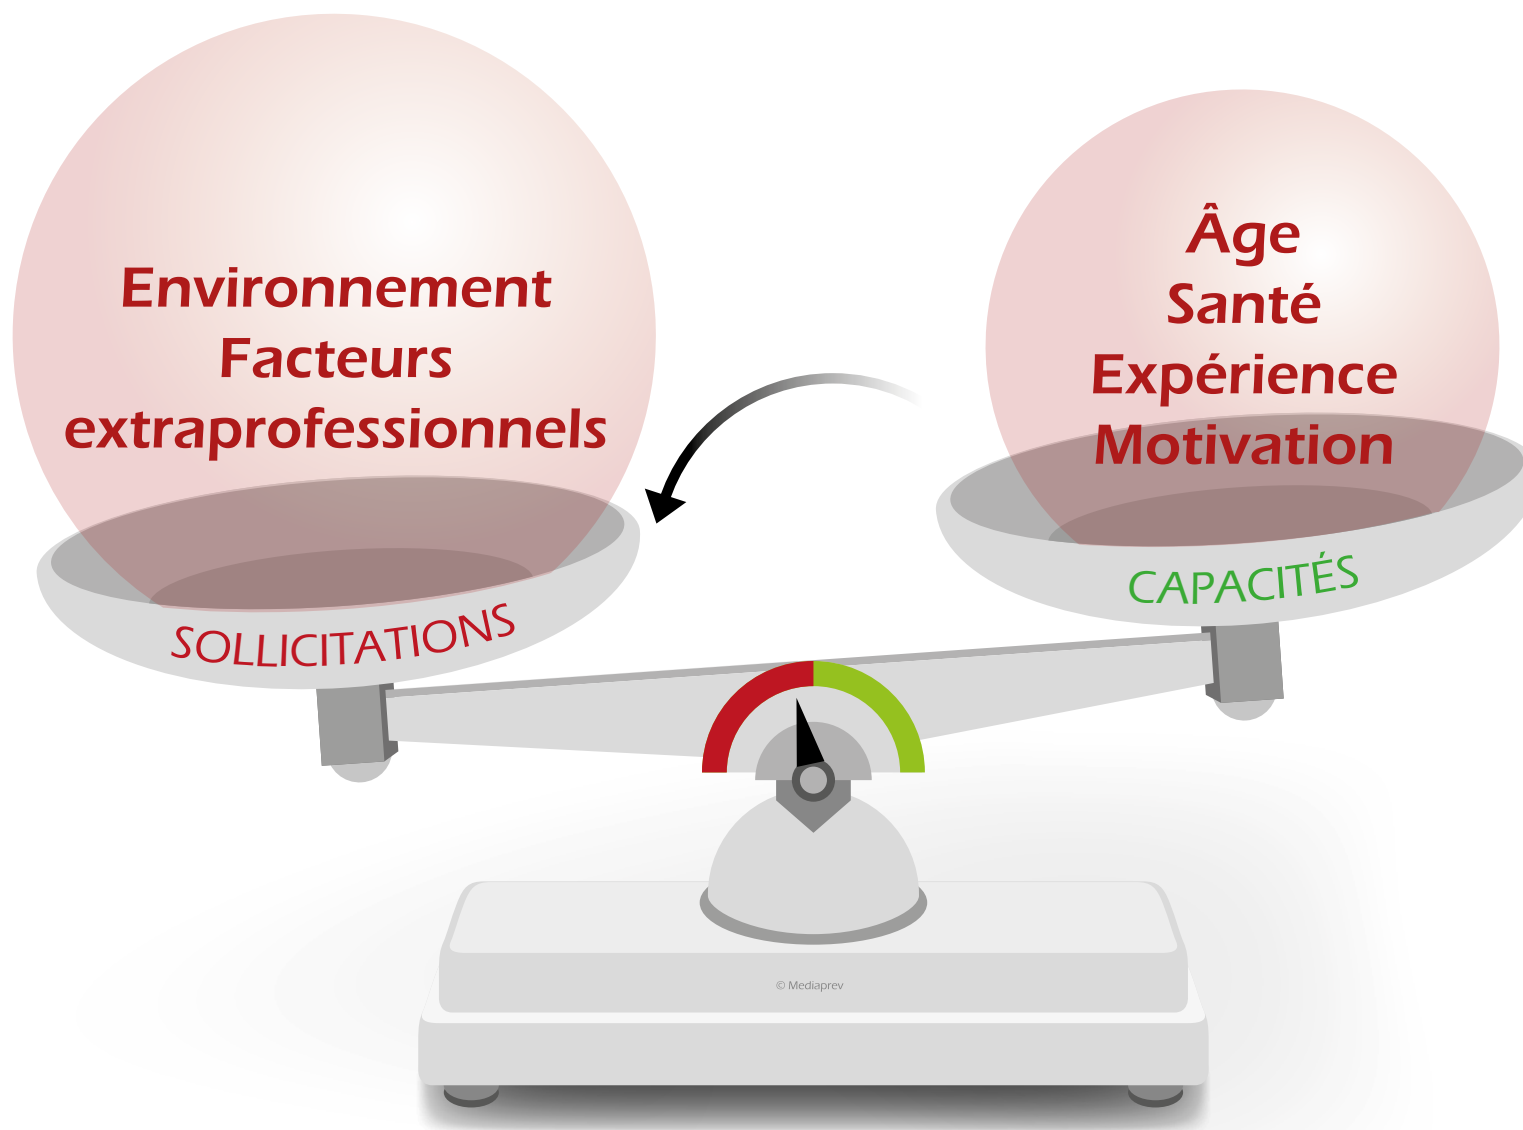 Environnement
Facteurs
extraprofessionnels
SOLLICITATIONS
Âge
Santé
Expérience
Motivation
CAPACITÉS
© Mediaprev